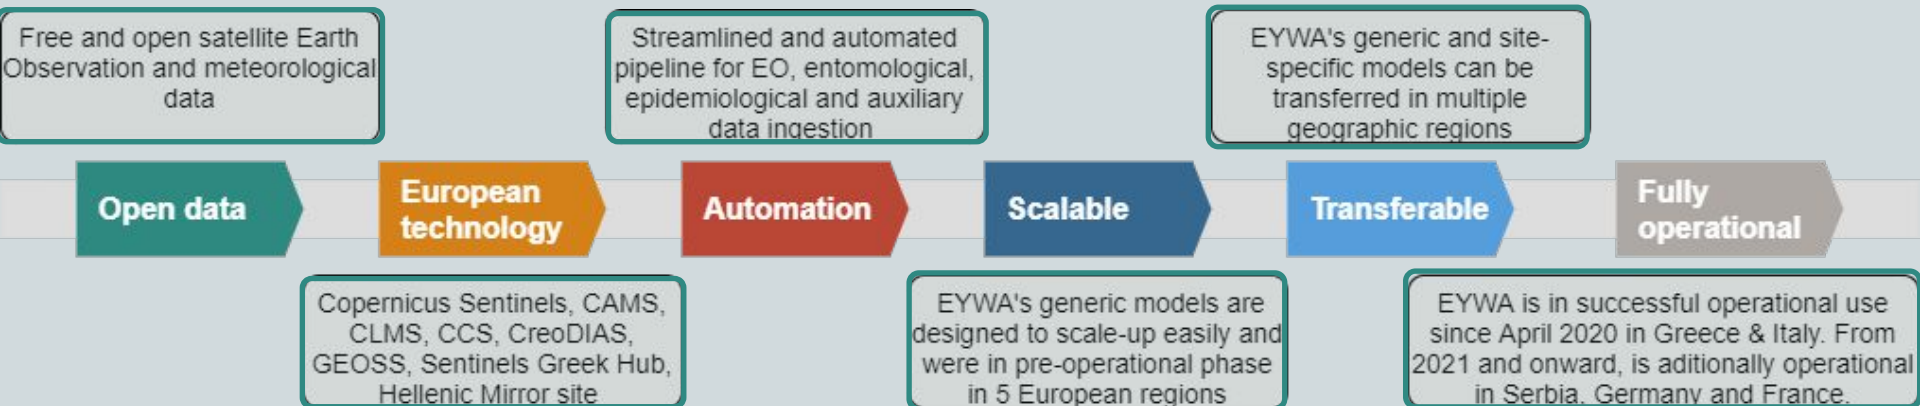 Free and open satellite Earth
Observation and meteorological
data
Streamlined and automated
pipeline for EO, entomological,
epidemiological and auxiliary
data ingestion
EYWA's generic and site-
specific models can be
transferred in multiple
geographic regions
Open data
European
technology
Automation
Scalable
Transferable
Fully
operational
Copernicus Sentinels, CAMS,
CLMS, CCS, CreoDIAS,
GEOSS, Sentinels Greek Hub,
Hellenic Mirror site
EYWA's generic models are
designed to scale-up easily and
were in pre-operational phase
in 5 European regions
EYWA is in successful operational use
since April 2020 in Greece & Italy. From
2021 and onward, is aditionally operational
in Serbia, Germany and France.